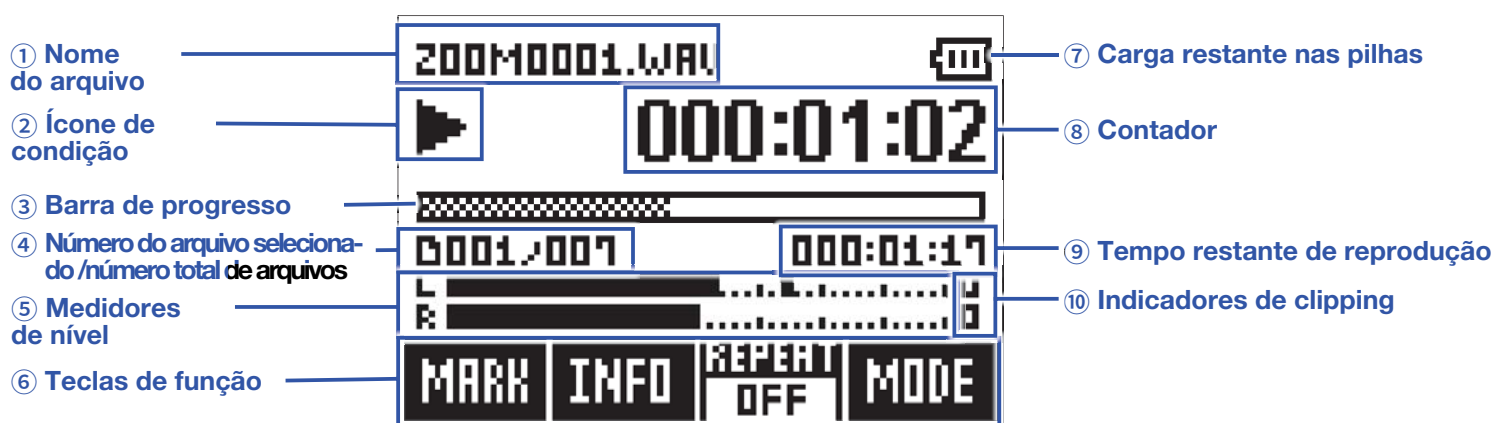 ① Nome
do arquivo
② Ícone de
condição
③ Barra de progresso
④ Número do arquivo seleciona-
do /número total de arquivos
⑤ Medidores
de nível
⑥ Teclas de função
ZOOM0001.WAV
000:01:02
001/007
000:01:17
L
R
MARK INFO REPEAT MODE
OFF
⑦ Carga restante nas pilhas
⑧ Contador
⑨ Tempo restante de reprodução
⑩ Indicadores de clipping